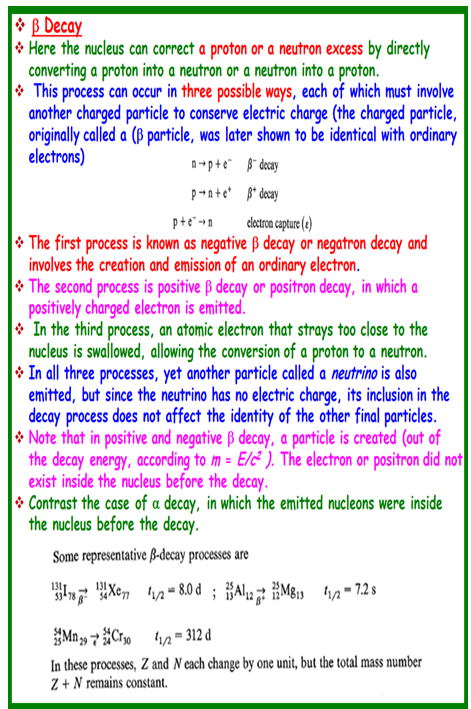 ❖ β Decay
❖ Here the nucleus can correct a proton or a neutron excess by directly
converting a proton into a neutron or a neutron into a proton.
❖ This process can occur in three possible ways, each of which must involve
another charged particle to conserve electric charge (the charged particle,
originally called a (β particle, was later shown to be identical with ordinary
electrons)
n → p + e⁻ β⁻ decay
p → n + e⁺ β⁺ decay
p + e⁻ → n electron capture (ε)
❖ The first process is known as negative β decay or negatron decay and
involves the creation and emission of an ordinary electron.
❖ The second process is positive β decay or positron decay, in which a
positively charged electron is emitted.
❖ In the third process, an atomic electron that strays too close to the
nucleus is swallowed, allowing the conversion of a proton to a neutron.
❖ In all three processes, yet another particle called a neutrino is also
emitted, but since the neutrino has no electric charge, its inclusion in the
decay process does not affect the identity of the other final particles.
❖ Note that in positive and negative β decay, a particle is created (out of
the decay energy, according to m = E/c² ). The electron or positron did not
exist inside the nucleus before the decay.
❖ Contrast the case of α decay, in which the emitted nucleons were inside
the nucleus before the decay.
Some representative β-decay processes are
¹³¹₅₃I₇₈ →β⁻ ¹³¹₅₄Xe₇₇ t₁/₂ = 8.0 d ; ²⁵₁₃Al₁₂ →β⁺ ²⁵₁₂Mg₁₃ t₁/₂ = 7.2 s
⁵⁴₂₅Mn₂₉ →ε ⁵⁴₂₄Cr₃₀ t₁/₂ = 312 d
In these processes, Z and N each change by one unit, but the total mass number
Z + N remains constant.